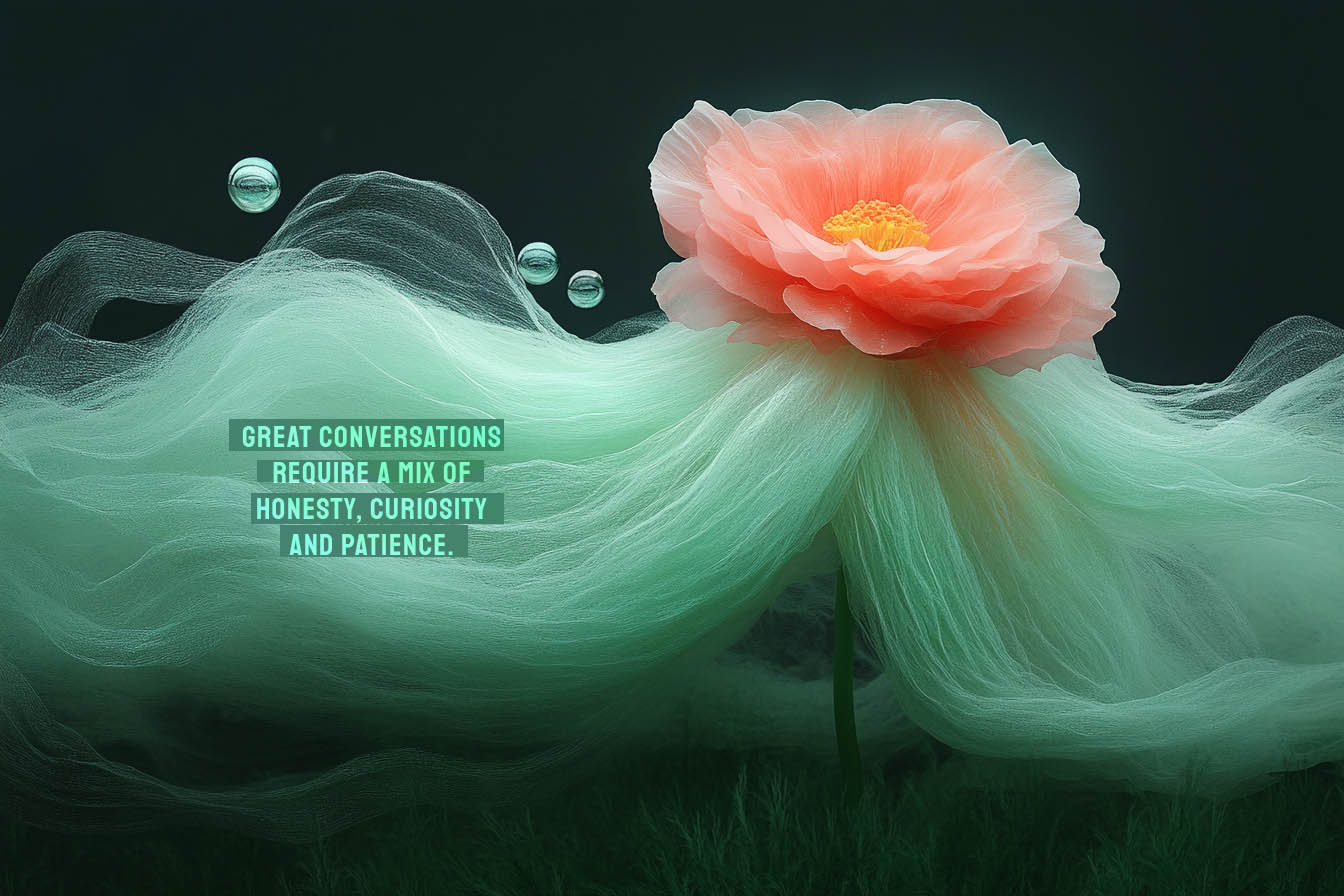 GREAT CONVERSATIONS
REQUIRE A MIX OF
HONESTY, CURIOSITY
AND PATIENCE.